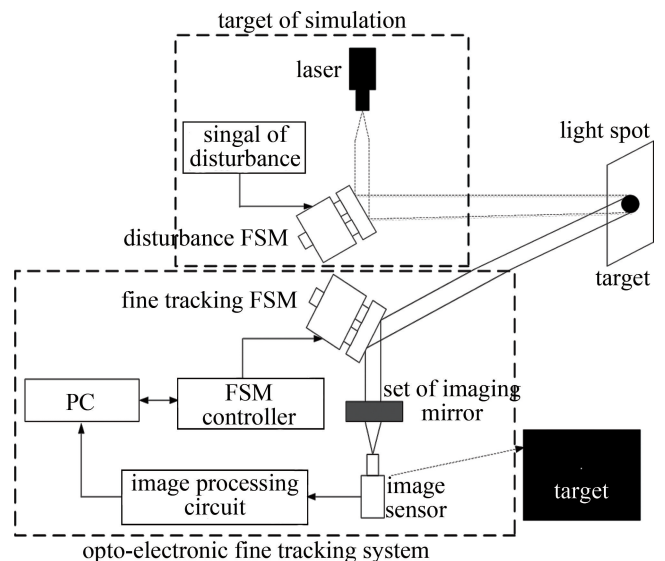 target of simulation
laser
singal of
disturbance
light spot
disturbance FSM
target
fine tracking FSM
set of imaging
mirror
PC
FSM
controller
image processing
circuit
image
sensor
target
opto-electronic fine tracking system